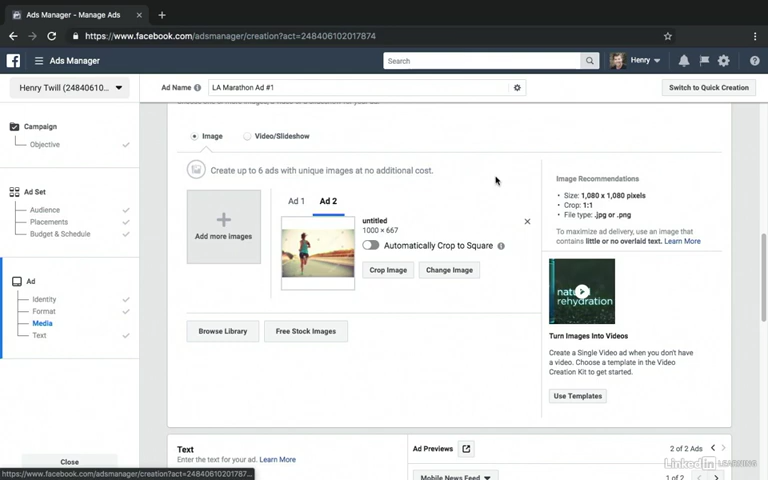 Ads Manager - Manage Ads
https://www.facebook.com/adsmanager/creation?act=248406102017874
Ads Manager
Search
Henry
Henry Twill (24840610...
Ad Name
LA Marathon Ad #1
Switch to Quick Creation
Campaign
Objective
Ad Set
Audience
Placements
Budget & Schedule
Ad
Identity
Format
Media
Text
Close
Image
Video/Slideshow
Create up to 6 ads with unique images at no additional cost.
Add more images
Ad 1
Ad 2
untitled
1000 × 667
Automatically Crop to Square
Crop Image
Change Image
Browse Library
Free Stock Images
Image Recommendations
• Size: 1,080 x 1,080 pixels
• Crop: 1:1
• File type: .jpg or .png
To maximize ad delivery, use an image that
contains little or no overlaid text. Learn More
rehydration
Turn Images Into Videos
Create a Single Video ad when you don't have
a video. Choose a template in the Video
Creation Kit to get started.
Use Templates
Text
Enter the text for your ad. Learn More
Ad Previews
2 of 2 Ads
Mobile News Feed
1 of 2
https://www.facebook.com/adsmanager/creation?act=24840610201787...
LinkedIn LEARNING